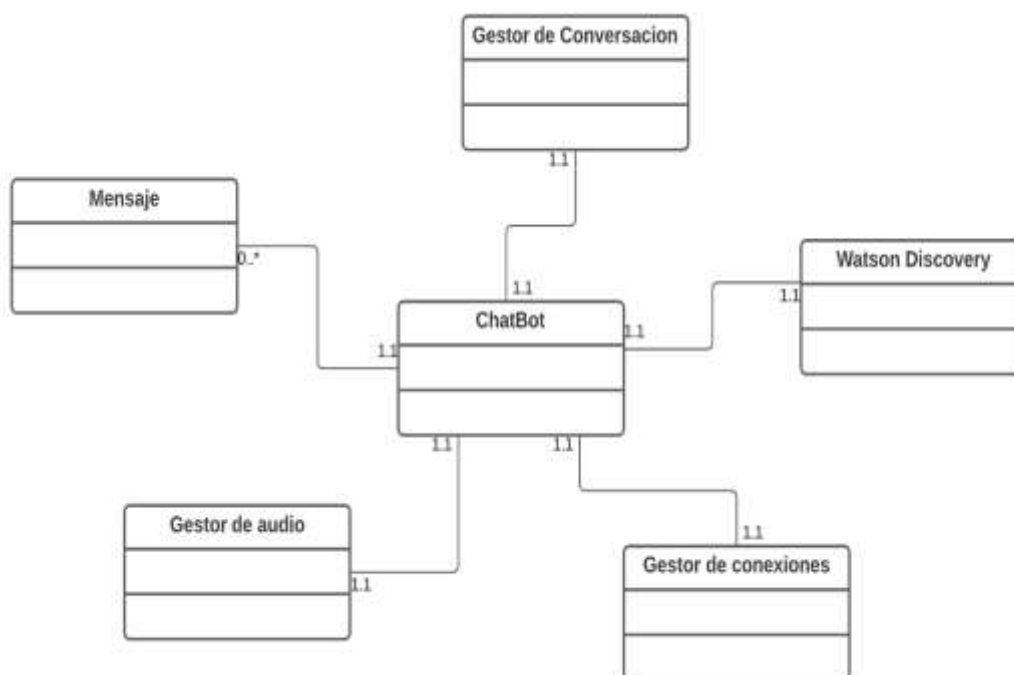 Gestor de Conversacion
1.1
Mensaje
0..*
Watson Discovery
1.1
1.1
ChatBot
1.1
1.1
1.1
1.1
Gestor de audio
1.1
1.1
Gestor de conexiones